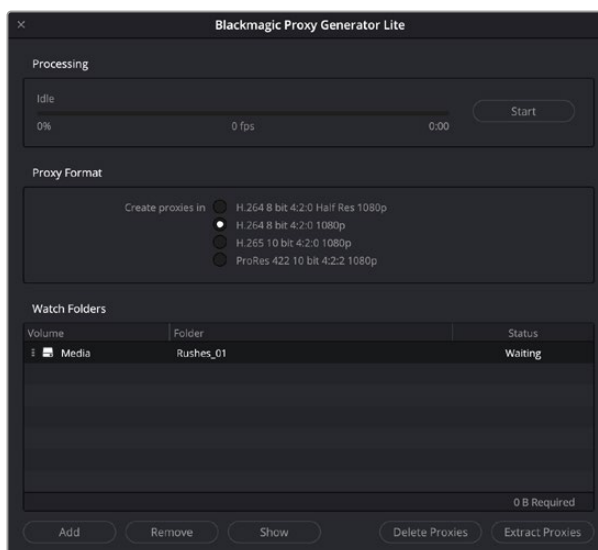 Blackmagic Proxy Generator Lite
Processing
Idle
Start
0% 0 fps 0:00
Proxy Format
Create proxies in H.264 8 bit 4:2:0 Half Res 1080p
H.264 8 bit 4:2:0 1080p
H.265 10 bit 4:2:0 1080p
ProRes 422 10 bit 4:2:2 1080p
Watch Folders
Volume Folder Status
Media Rushes_01 Waiting
0 B Required
Add Remove Show Delete Proxies Extract Proxies